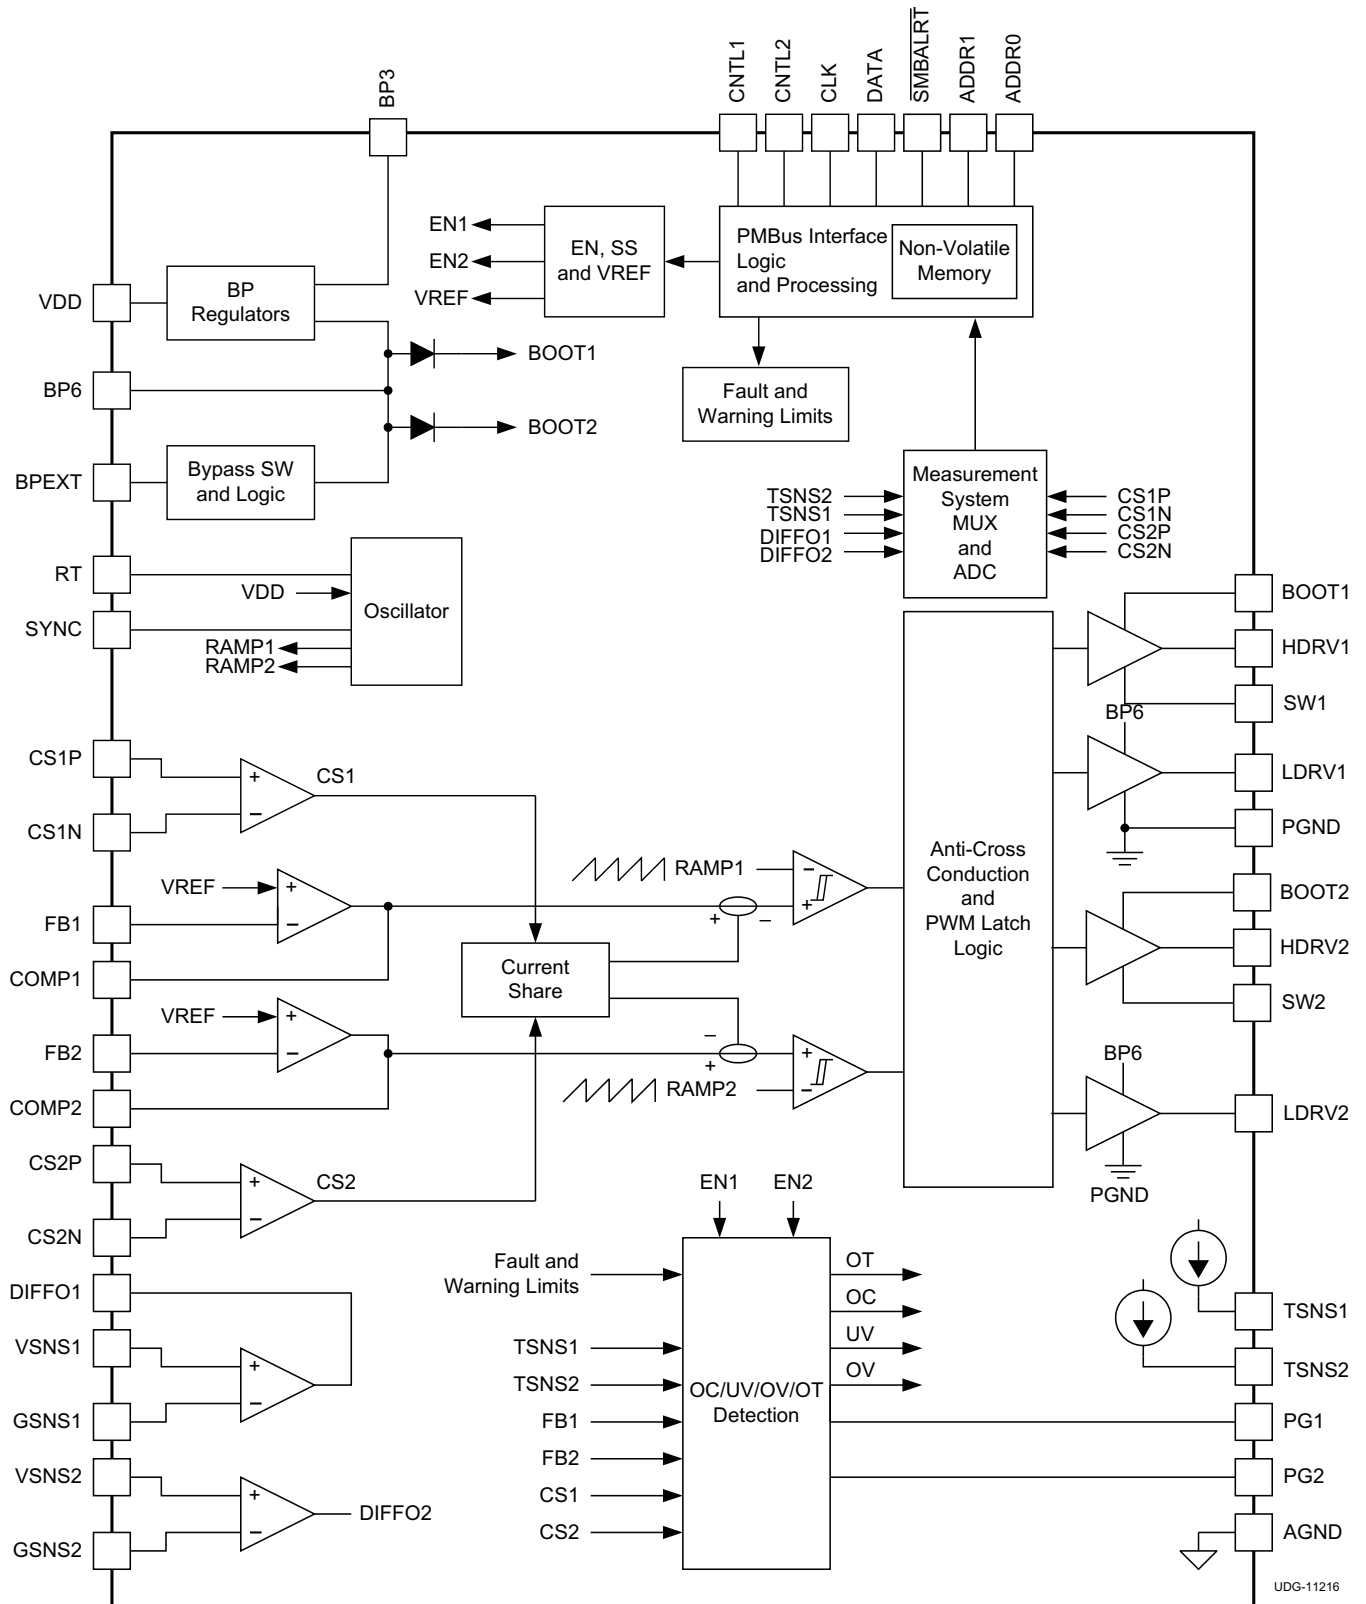 CNTL1
CNTL2
CLK
DATA
SMBALRT
ADDR1
ADDR0
BP3
EN1
EN2
VREF
EN, SS
and VREF
PMBus Interface
Logic
and Processing
Non-Volatile
Memory
VDD
BP
Regulators
BOOT1
BP6
BOOT2
Fault and
Warning Limits
BPEXT
Bypass SW
and Logic
Measurement
System
MUX
and
ADC
TSNS2
TSNS1
DIFFO1
DIFFO2
CS1P
CS1N
CS2P
CS2N
RT
VDD
SYNC
Oscillator
RAMP1
RAMP2
BOOT1
HDRV1
SW1
BP6
LDRV1
PGND
CS1P
+
−
CS1
CS1N
VREF
+
−
FB1
COMP1
RAMP1
−
+
+
−
Current
Share
Anti-Cross
Conduction
and
PWM Latch
Logic
BOOT2
HDRV2
SW2
VREF
+
−
FB2
COMP2
−
+
+
−
RAMP2
BP6
LDRV2
PGND
CS2P
+
−
CS2
CS2N
EN1
EN2
Fault and
Warning Limits
TSNS1
TSNS2
FB1
FB2
CS1
CS2
OC/UV/OV/OT
Detection
OT
OC
UV
OV
DIFFO1
VSNS1
+
−
GSNS1
VSNS2
+
−
DIFFO2
GSNS2
TSNS1
TSNS2
PG1
PG2
AGND
UDG-11216